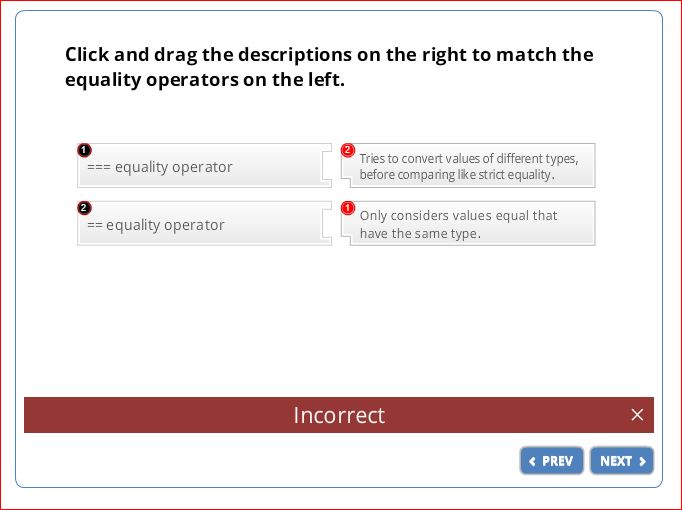 Click and drag the descriptions on the right to match the
equality operators on the left.
1
=== equality operator
2
Tries to convert values of different types,
before comparing like strict equality.
2
== equality operator
1
Only considers values equal that
have the same type.
Incorrect
PREV
NEXT